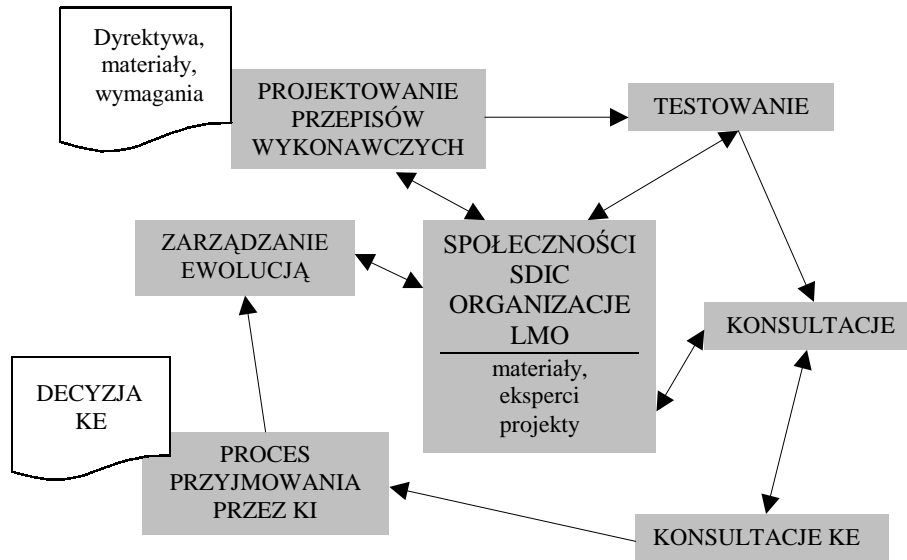 Dyrektywa,
materiały,
wymagania
PROJEKTOWANIE
PRZEPISÓW
WYKONAWCZYCH
TESTOWANIE
ZARZĄDZANIE
EWOLUCJĄ
SPOŁECZNOŚCI
SDIC
ORGANIZACJE
LMO
materiały,
eksperci
projekty
KONSULTACJE
DECYZJA
KE
PROCES
PRZYJMOWANIA
PRZEZ KI
KONSULTACJE KE